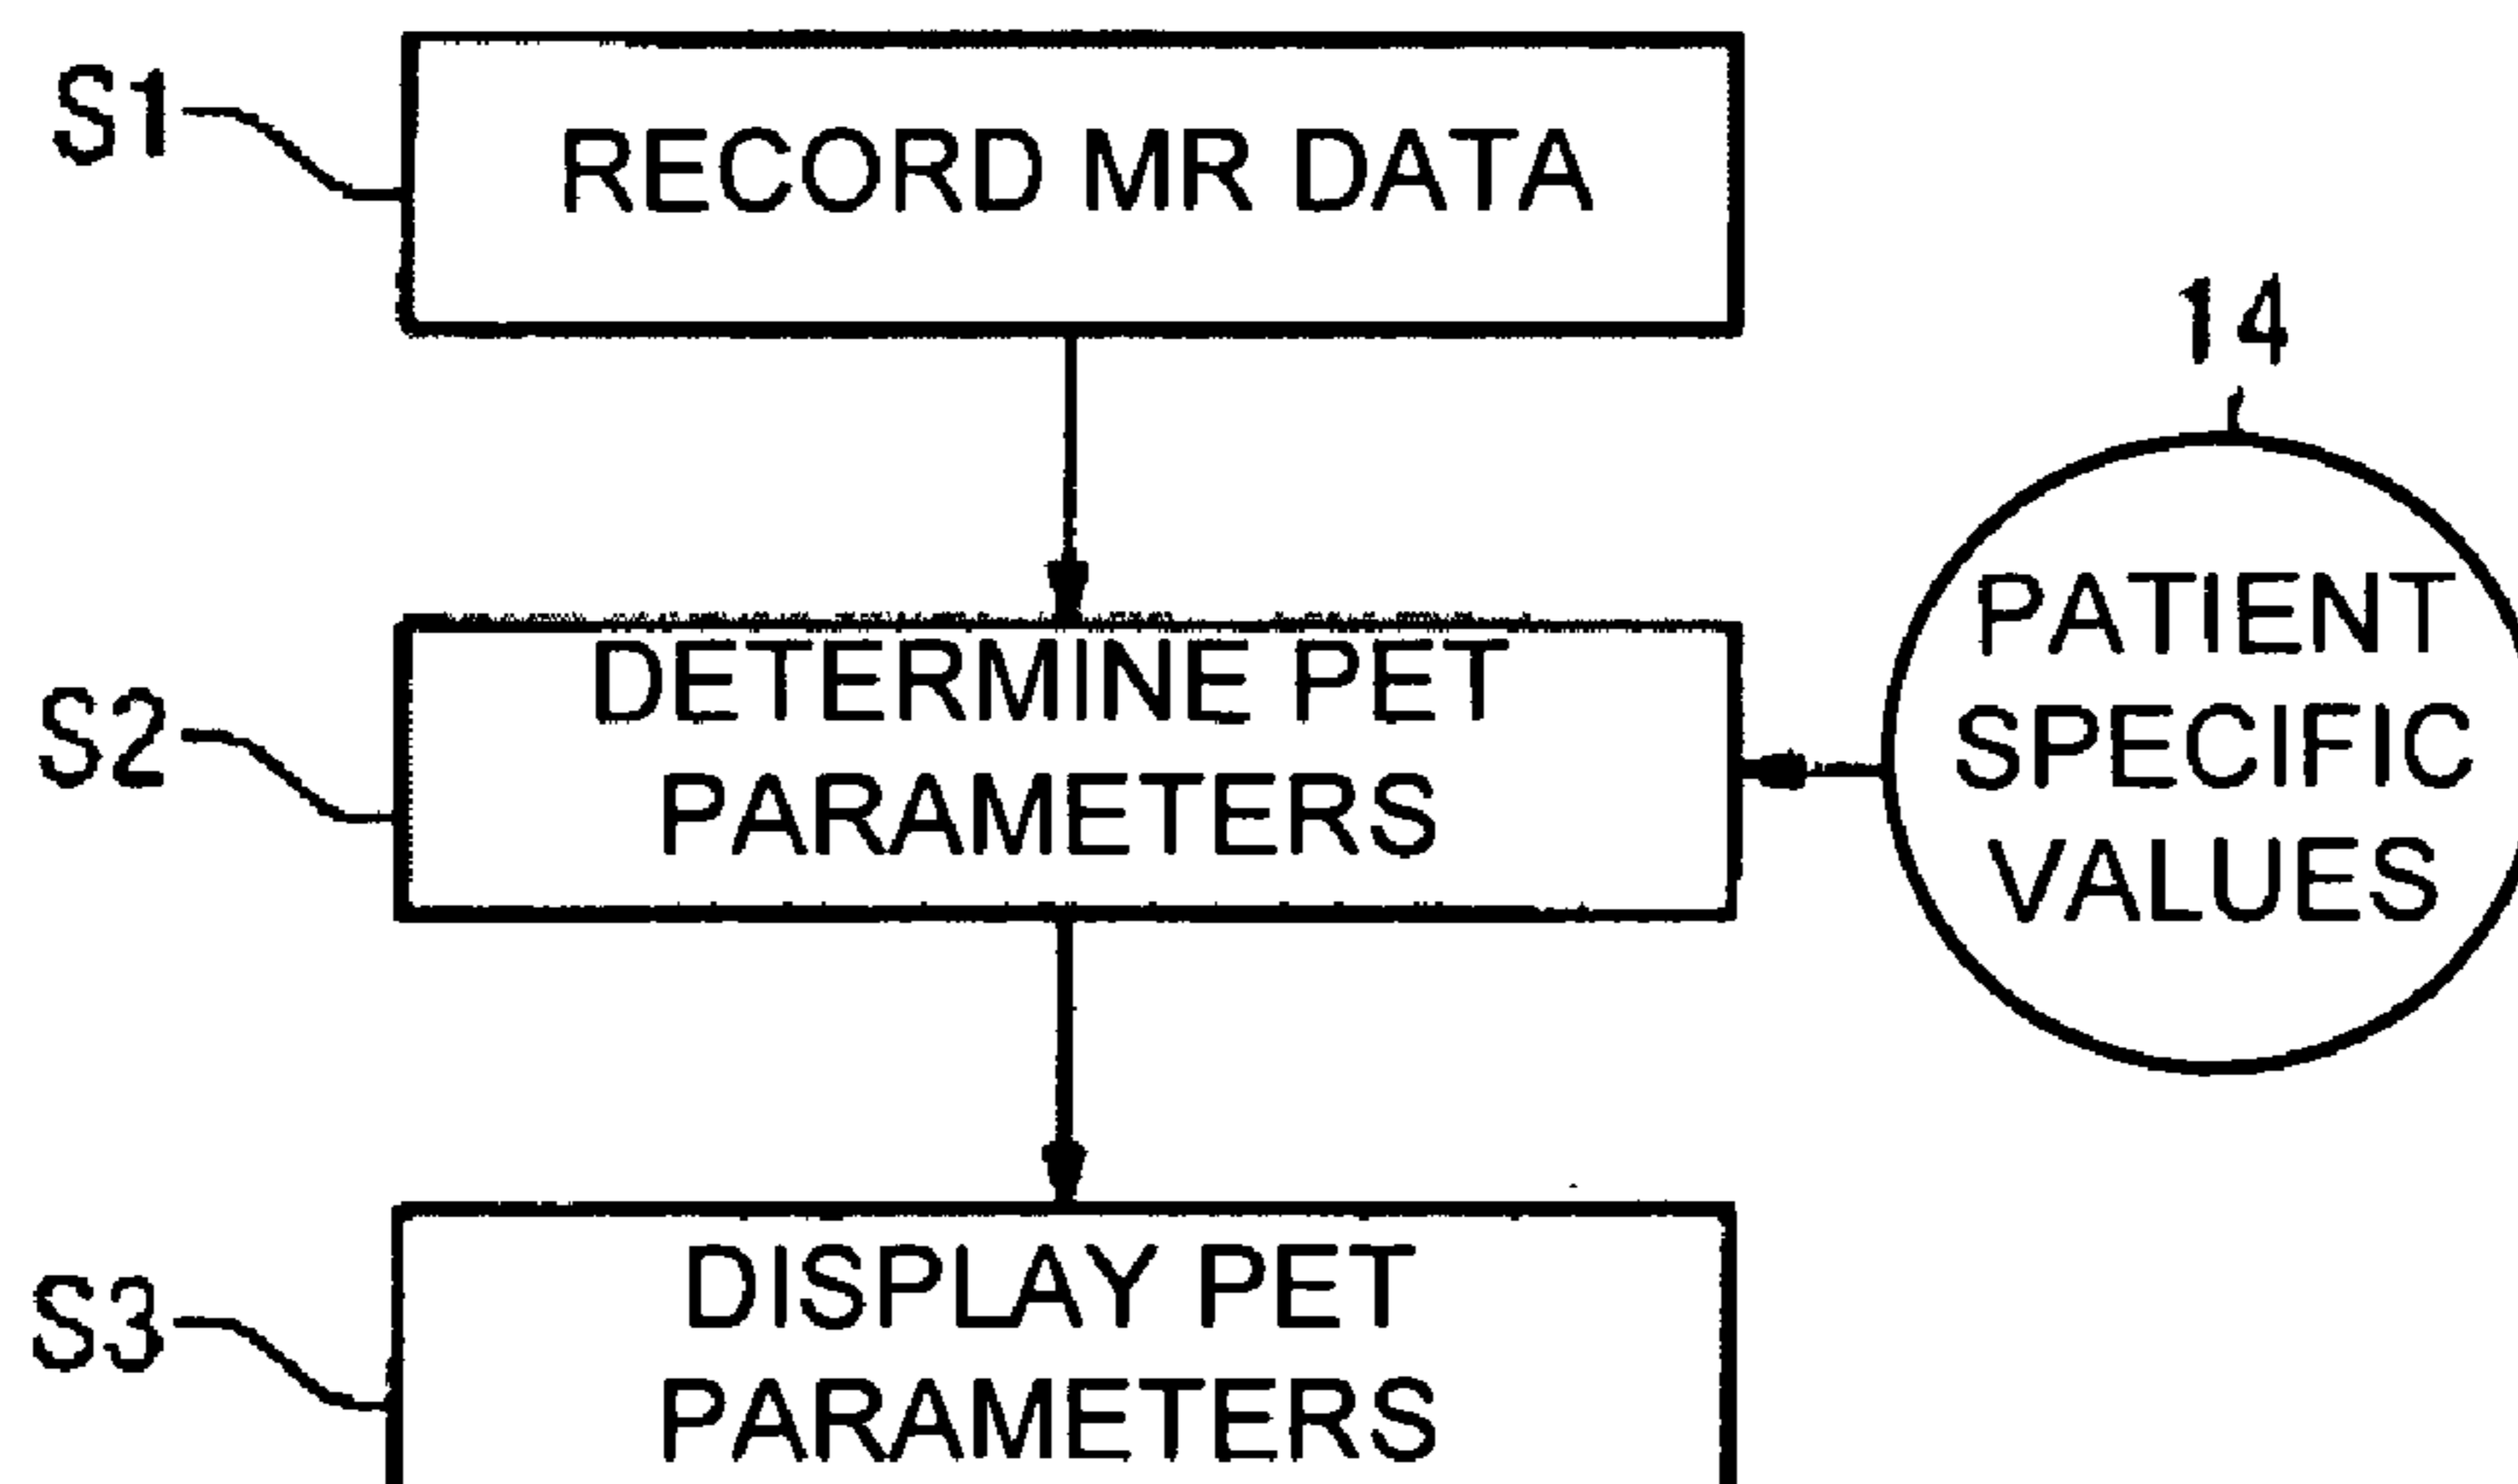 S1
RECORD MR DATA
14
S2
DETERMINE PET
PARAMETERS
PATIENT
SPECIFIC
VALUES
S3
DISPLAY PET
PARAMETERS